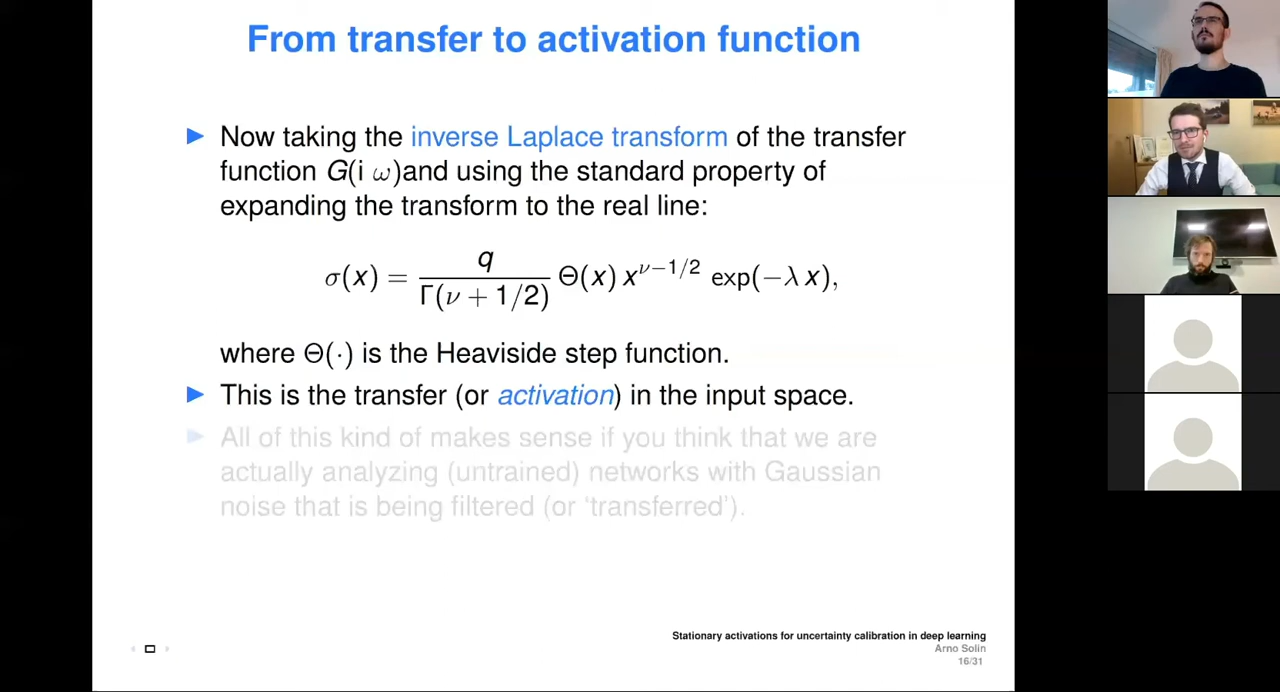 From transfer to activation function
▶ Now taking the inverse Laplace transform of the transfer
function G(i ω)and using the standard property of
expanding the transform to the real line:
σ(x) = q / Γ(ν + 1/2) Θ(x) x^{ν−1/2} exp(−λ x),
where Θ(·) is the Heaviside step function.
▶ This is the transfer (or activation) in the input space.
▶ All of this kind of makes sense if you think that we are
actually analyzing (untrained) networks with Gaussian
noise that is being filtered (or ‘transferred’).
Stationary activations for uncertainty calibration in deep learning
Arno Solin
16/31